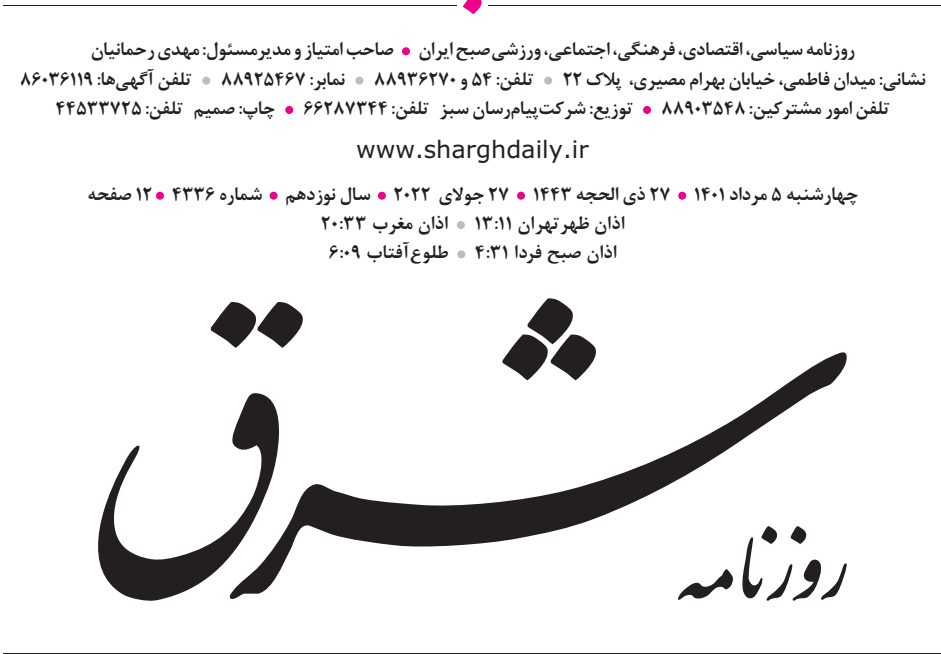 روزنامه سیاسی، اقتصادی، فرهنگی، اجتماعی، ورزشی صبح ایران • صاحب امتیاز و مدیرمسئول: مهدی رحمانیان
نشانی: میدان فاطمی، خیابان بهرام مصیری، پلاک ۲۲ • تلفن: ۵۴ و ۸۸۹۳۶۲۷۰ • نمابر: ۸۸۹۲۵۴۶۷ • تلفن آگهی‌ها: ۸۶۰۳۶۱۱۹
تلفن امور مشترکین: ۸۸۹۰۳۵۴۸ • توزیع: شرکت پیام‌رسان سبز تلفن: ۶۶۲۸۷۳۴۴ • چاپ: صمیم تلفن: ۴۴۵۳۳۷۲۵
www.sharghdaily.ir
چهارشنبه ۵ مرداد ۱۴۰۱ • ۲۷ ذی الحجه ۱۴۴۳ • ۲۷ جولای ۲۰۲۲ • سال نوزدهم • شماره ۴۳۳۶ • ۱۲ صفحه
اذان ظهر تهران ۱۳:۱۱ • اذان مغرب ۲۰:۳۳
اذان صبح فردا ۴:۳۱ • طلوع آفتاب ۶:۰۹
روزنامه شرق